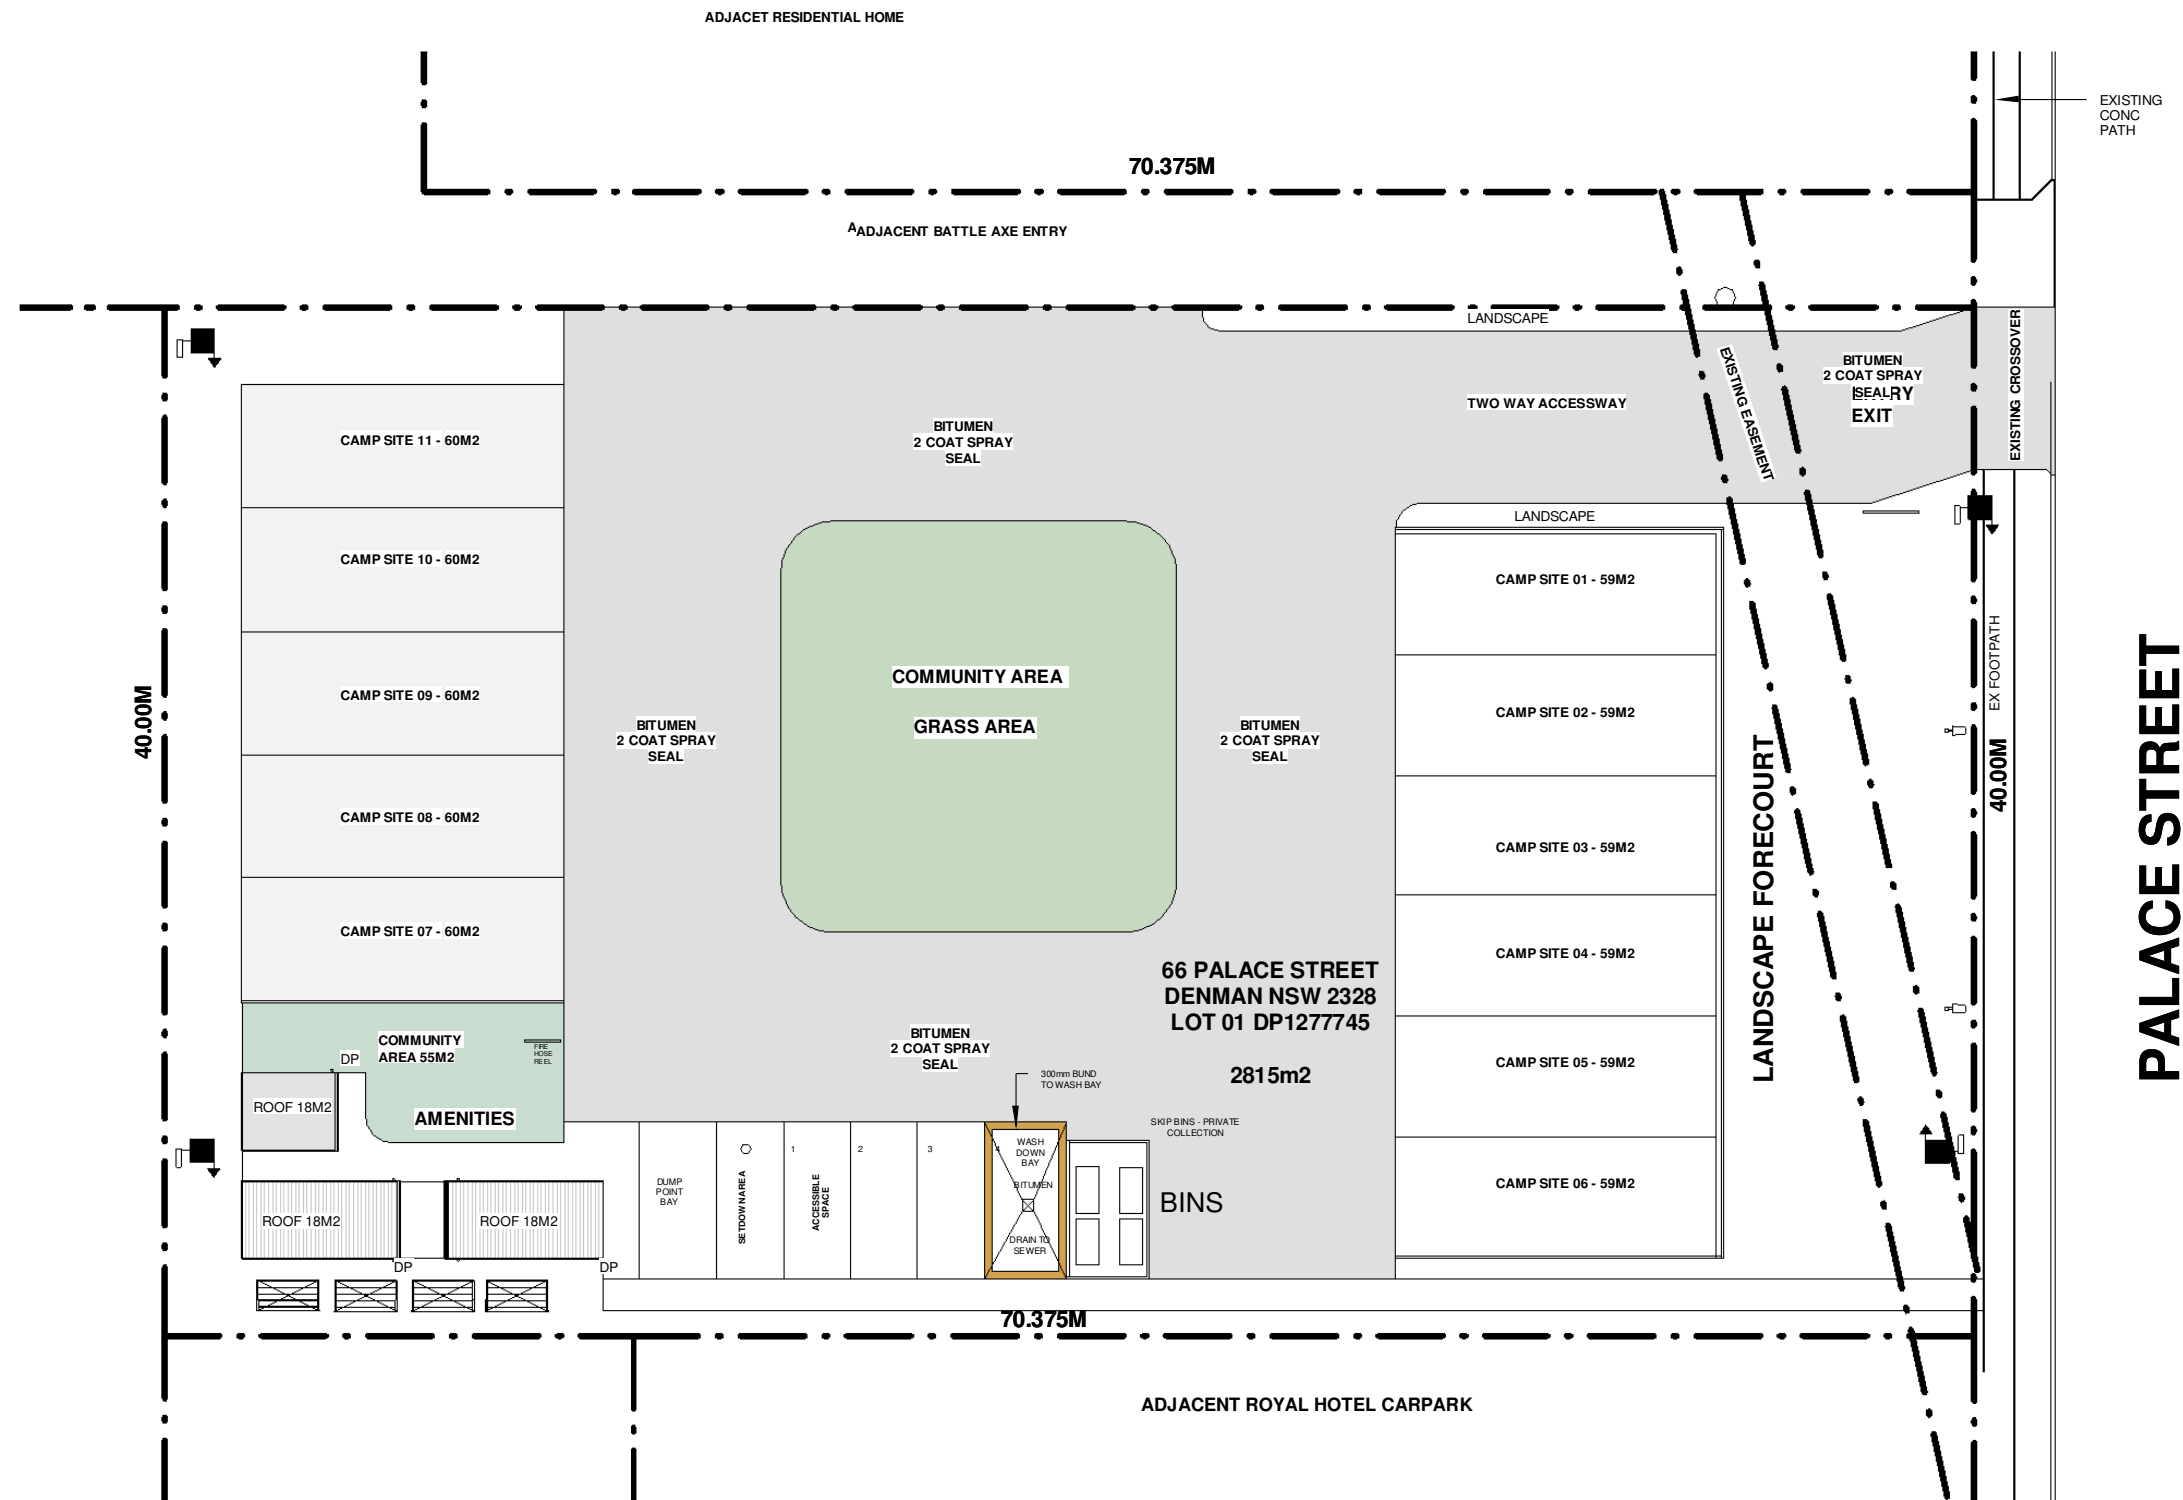 ADJACET RESIDENTIAL HOME
EXISTING
CONC
PATH
70.375M
AADJACENT BATTLE AXE ENTRY
LANDSCAPE
EXISTING CROSSOVER
EXISTING EASEMENT
BITUMEN
2 COAT SPRAY
SEAL
EXIT
TWO WAY ACCESSWAY
BITUMEN
2 COAT SPRAY
SEAL
CAMP SITE 11 - 60M2
CAMP SITE 10 - 60M2
CAMP SITE 09 - 60M2
CAMP SITE 08 - 60M2
CAMP SITE 07 - 60M2
40.00M
LANDSCAPE
CAMP SITE 01 - 59M2
CAMP SITE 02 - 59M2
CAMP SITE 03 - 59M2
CAMP SITE 04 - 59M2
CAMP SITE 05 - 59M2
CAMP SITE 06 - 59M2
COMMUNITY AREA
GRASS AREA
BITUMEN
2 COAT SPRAY
SEAL
BITUMEN
2 COAT SPRAY
SEAL
LANDSCAPE FORECOURT
EX FOOTPATH
40.00M
PALACE STREET
66 PALACE STREET
DENMAN NSW 2328
LOT 01 DP1277745
2815m2
BITUMEN
2 COAT SPRAY
SEAL
COMMUNITY
AREA 55M2
FIRE
HOSE
REEL
DP
ROOF 18M2
AMENITIES
300mm BUND
TO WASH BAY
SKIP BINS - PRIVATE
COLLECTION
DUMP
POINT
BAY
SETDOWN AREA
1
ACCESSIBLE
SPACE
2
3
4
WASH
DOWN
BAY
BITUMEN
DRAIN TO
SEWER
BINS
ROOF 18M2
ROOF 18M2
DP
DP
70.375M
ADJACENT ROYAL HOTEL CARPARK